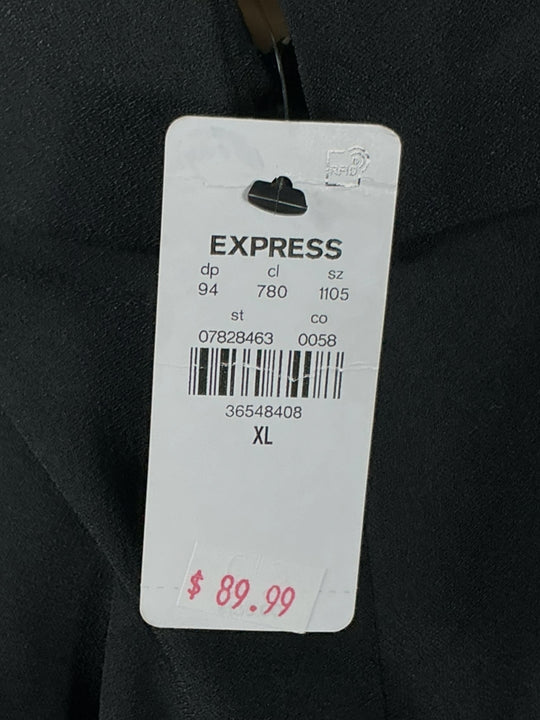 RFID
EXPRESS
dp cl sz
94 780 1105
st co
07828463 0058
36548408
XL
$ 89.99